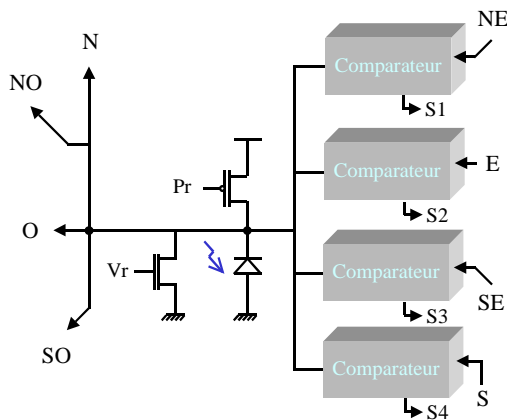 N
NE
NO
Comparateur
S1
Comparateur
E
Pr
S2
O
Comparateur
Vr
S3
SE
SO
Comparateur
S4
S